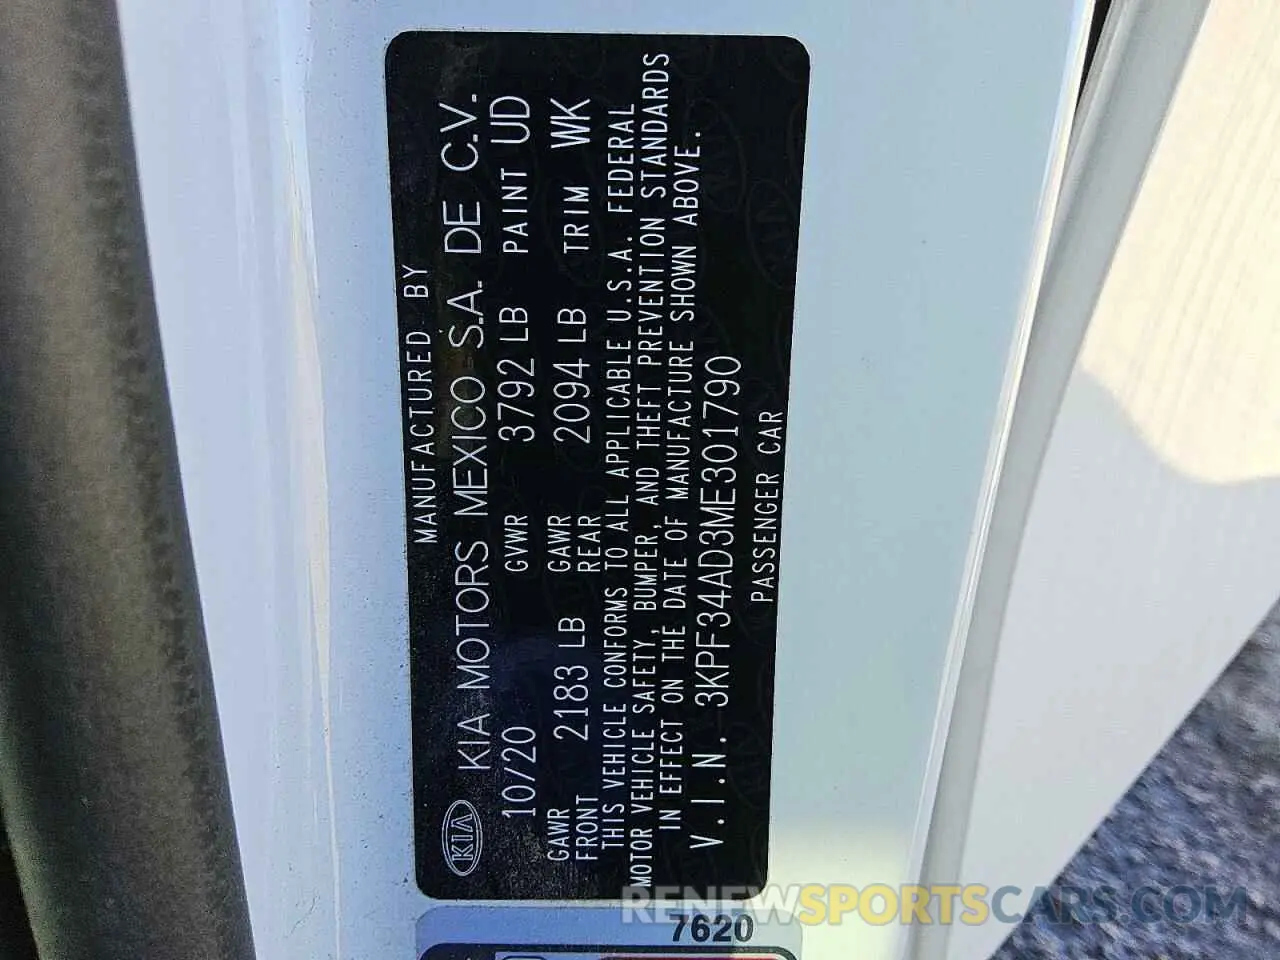 MANUFACTURED BY
KIA KIA MOTORS MEXICO S.A. DE C.V.
10/20 GVWR 3792 LB PAINT UD
GAWR FRONT 2183 LB GAWR REAR 2094 LB TRIM WK
THIS VEHICLE CONFORMS TO ALL APPLICABLE U.S.A. FEDERAL
MOTOR VEHICLE SAFETY, BUMPER, AND THEFT PREVENTION STANDARDS
IN EFFECT ON THE DATE OF MANUFACTURE SHOWN ABOVE.
V.I.N. 3KPF34AD3ME301790
PASSENGER CAR
7620
RENEWSPORTSCARS.COM